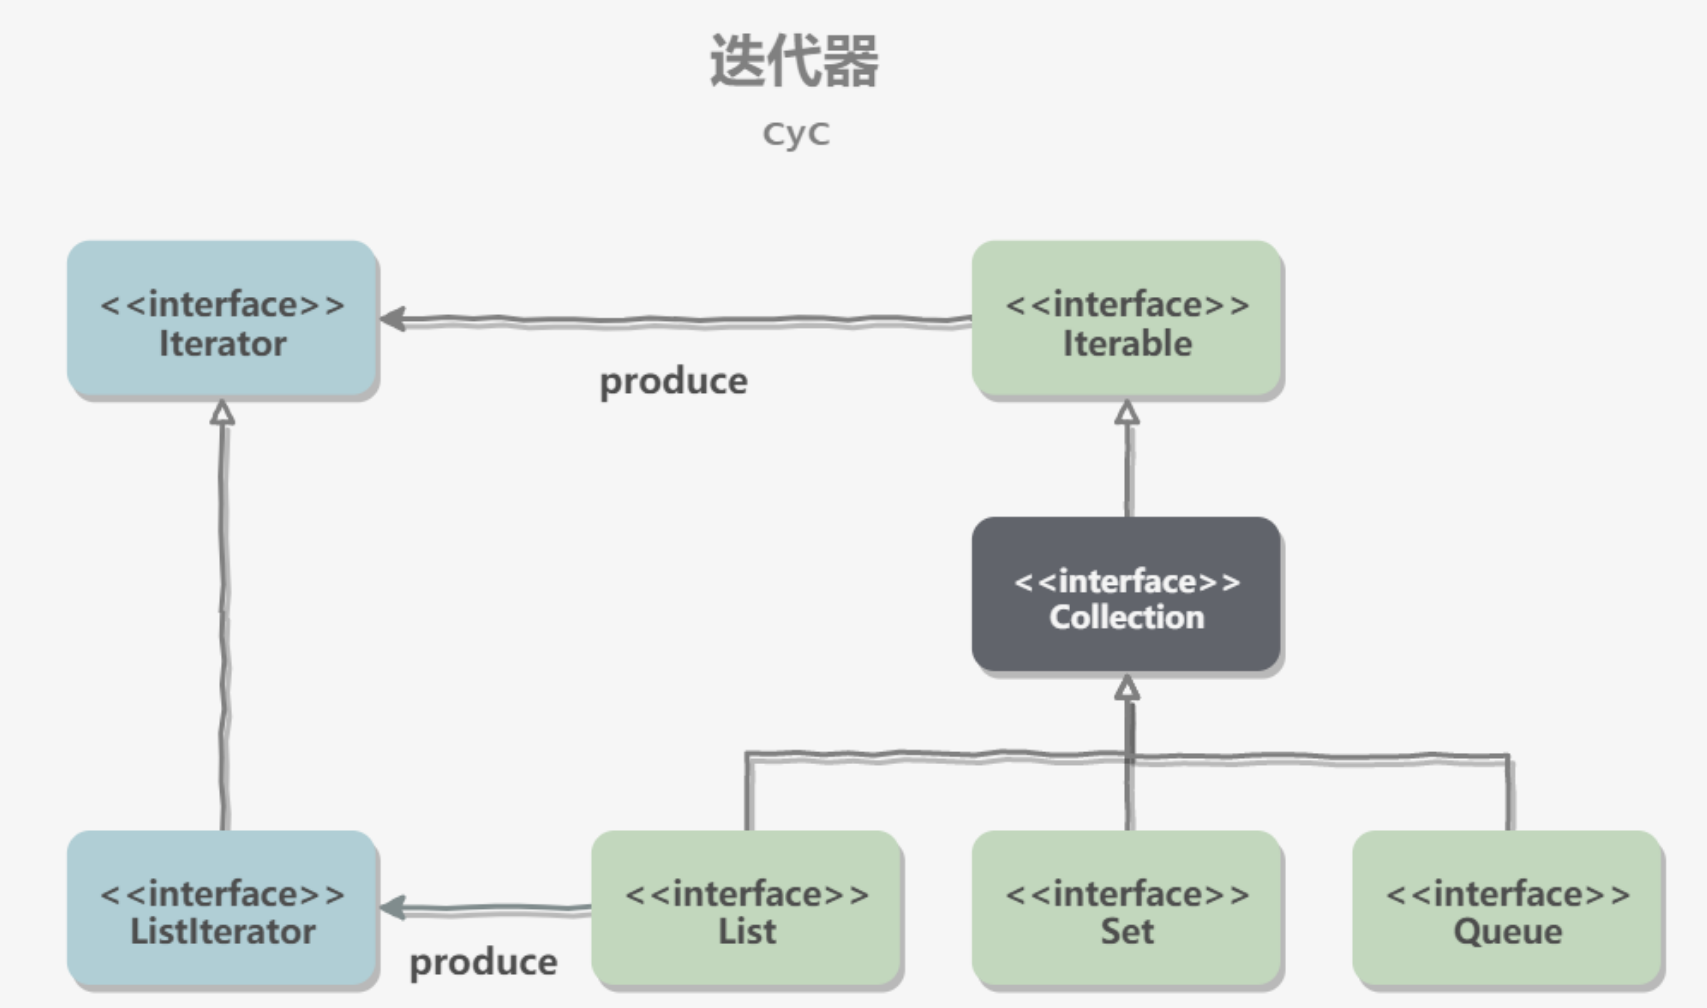 迭代器
CyC
<<interface>>
Iterator
<<interface>>
Iterable
produce
<<interface>>
Collection
<<interface>>
ListIterator
<<interface>>
List
<<interface>>
Set
<<interface>>
Queue
produce